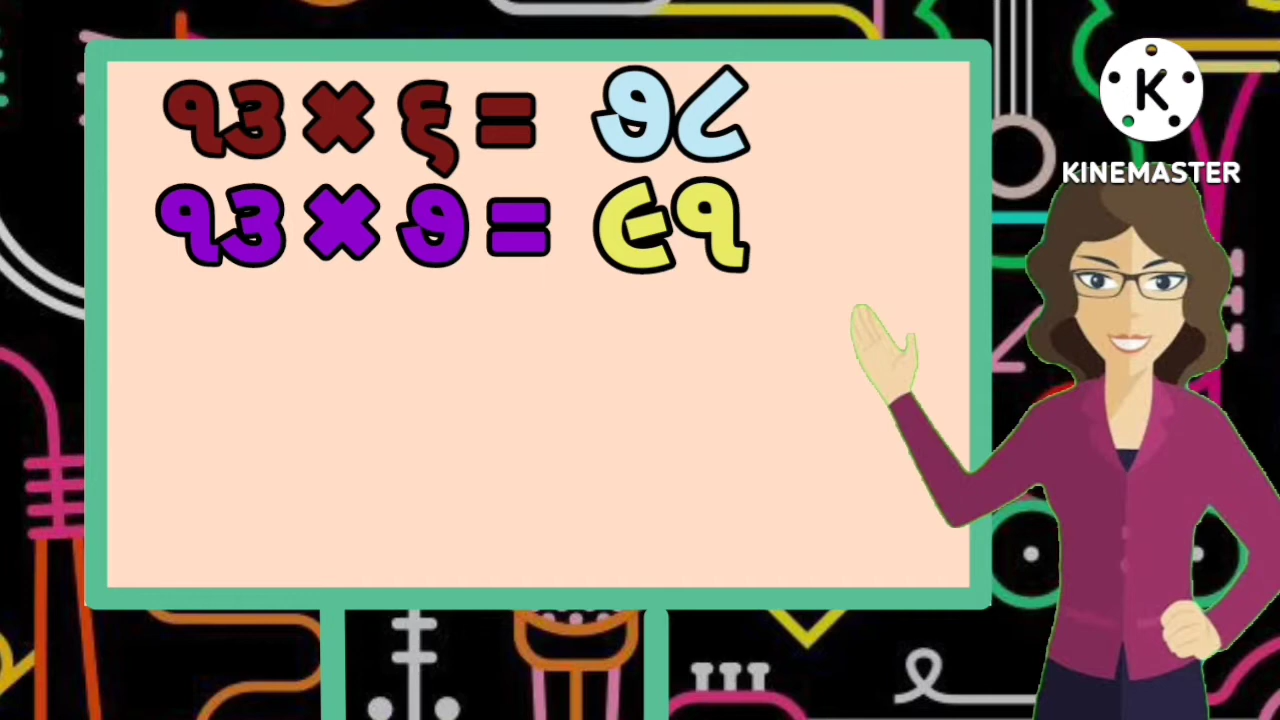 ૧૩ × ૬ = ૭૮
૧૩ × ૭ = ૯૧
K
KINEMASTER